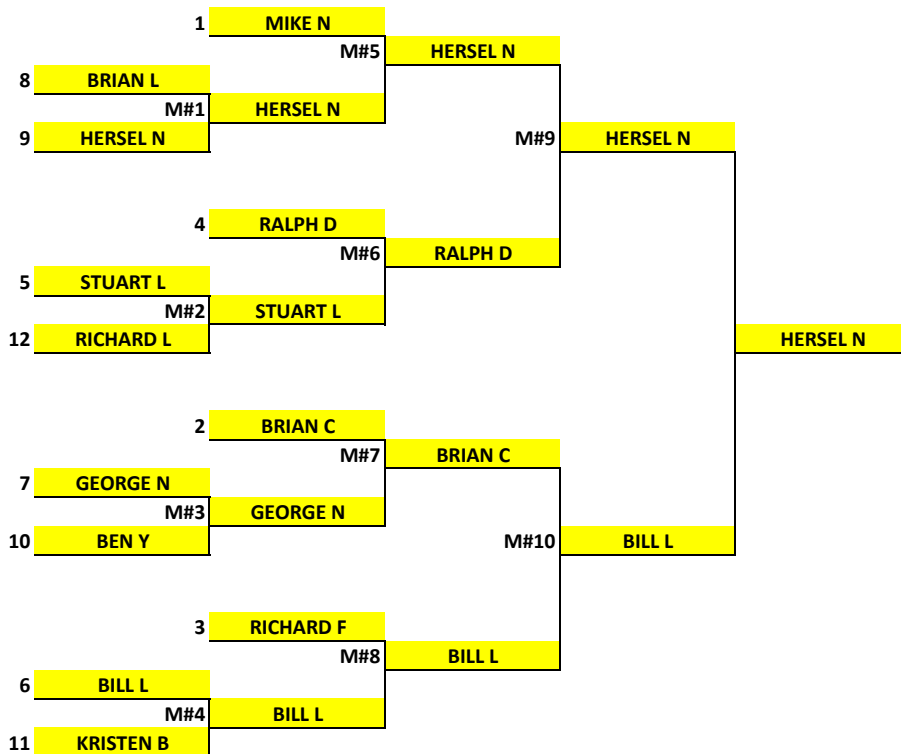 1 MIKE N
M#5 HERSEL N
8 BRIAN L
M#1 HERSEL N
9 HERSEL N
M#9 HERSEL N
4 RALPH D
M#6 RALPH D
5 STUART L
M#2 STUART L
12 RICHARD L
HERSEL N
2 BRIAN C
M#7 BRIAN C
7 GEORGE N
M#3 GEORGE N
10 BEN Y
M#10 BILL L
3 RICHARD F
M#8 BILL L
6 BILL L
M#4 BILL L
11 KRISTEN B